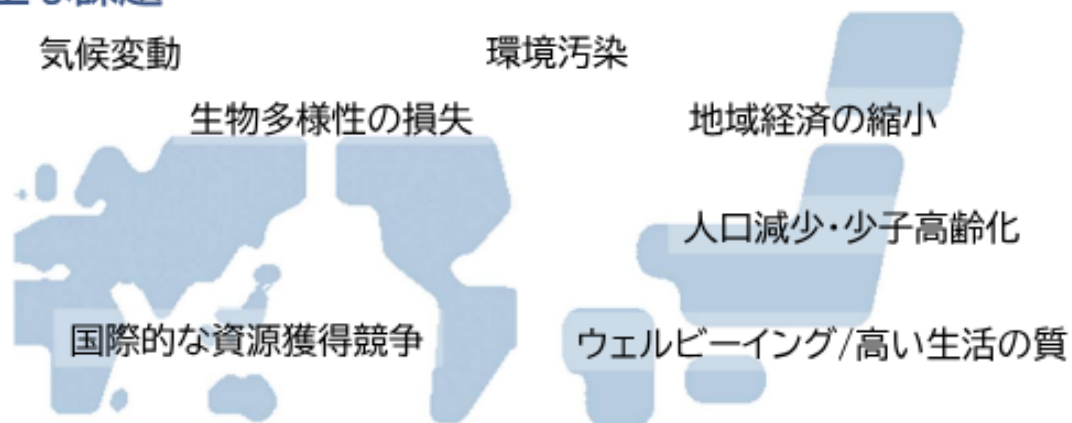 気候変動
環境汚染
生物多様性の損失
地域経済の縮小
人口減少・少子高齢化
国際的な資源獲得競争
ウェルビーイング/高い生活の質